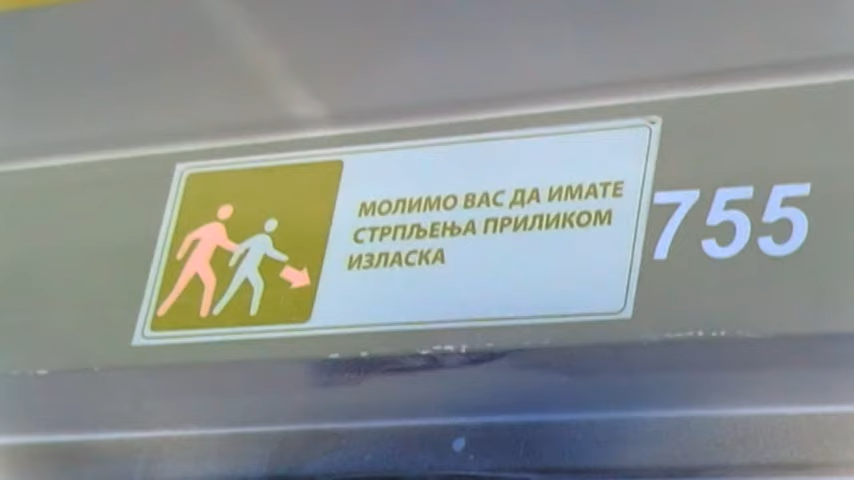 МОЛИМО ВАС ДА ИМАТЕ
СТРПЉЕЊА ПРИЛИКОМ
ИЗЛАСКА
755